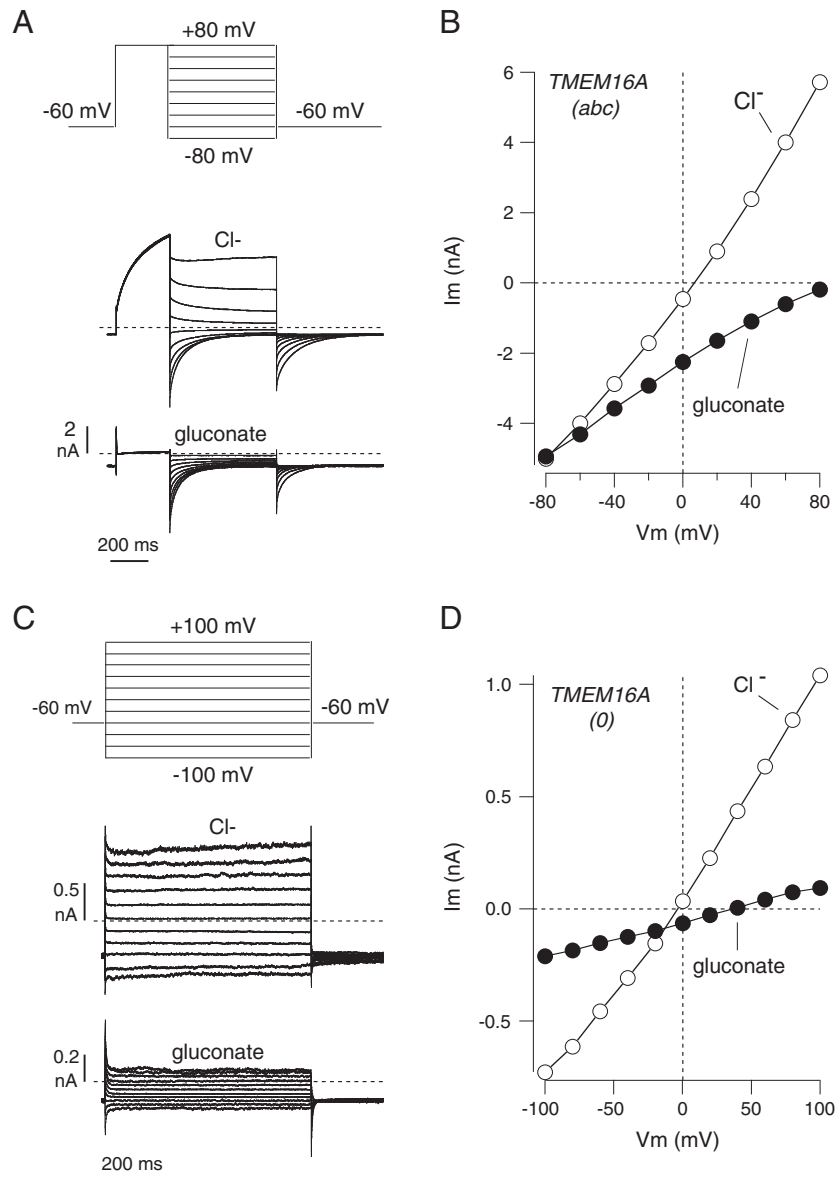 A
+80 mV
-60 mV
-60 mV
-80 mV
Cl-
2
nA
gluconate
200 ms
B
TMEM16A
(abc)
Cl-
gluconate
6
4
2
0
-2
-4
Im (nA)
-80
-40
0
40
80
Vm (mV)
C
+100 mV
-60 mV
-60 mV
-100 mV
Cl-
0.5
nA
gluconate
0.2
nA
200 ms
D
TMEM16A
(0)
Cl -
gluconate
1.0
0.5
0.0
-0.5
Im (nA)
-100
-50
0
50
100
Vm (mV)